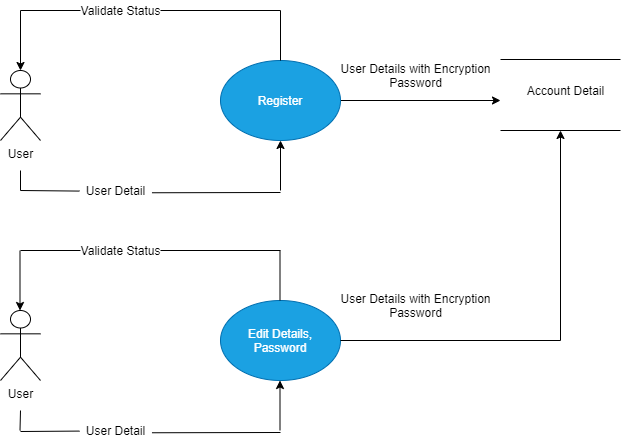 Validate Status
User Details with Encryption
Password
Register
Account Detail
User
User Detail
Validate Status
User Details with Encryption
Password
Edit Details,
Password
User
User Detail